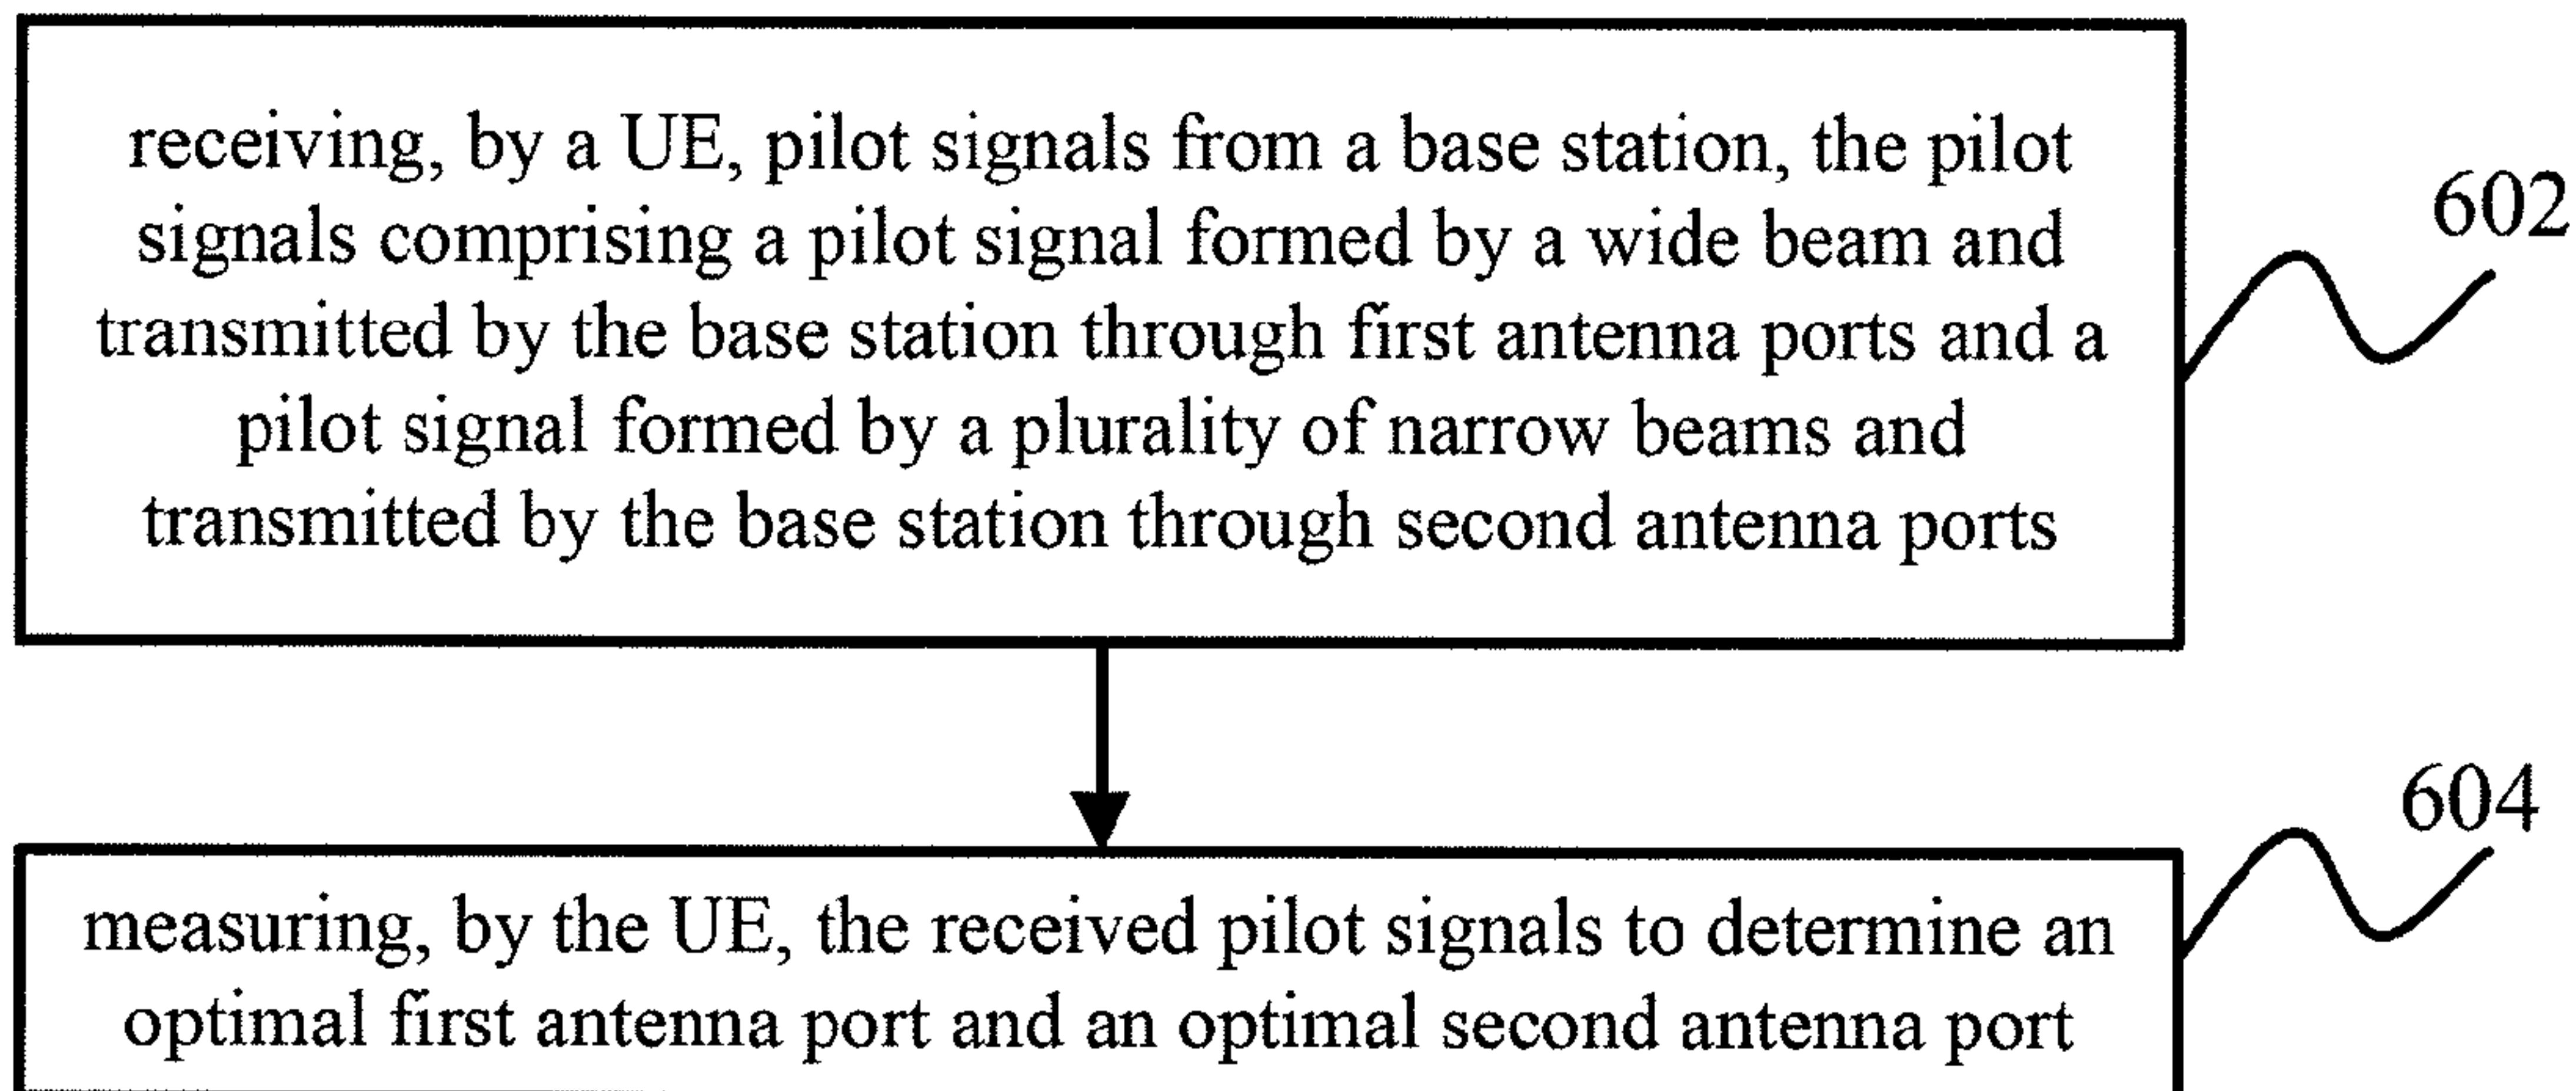 receiving, by a UE, pilot signals from a base station, the pilot
signals comprising a pilot signal formed by a wide beam and
transmitted by the base station through first antenna ports and a
pilot signal formed by a plurality of narrow beams and
transmitted by the base station through second antenna ports
602
measuring, by the UE, the received pilot signals to determine an
optimal first antenna port and an optimal second antenna port
604